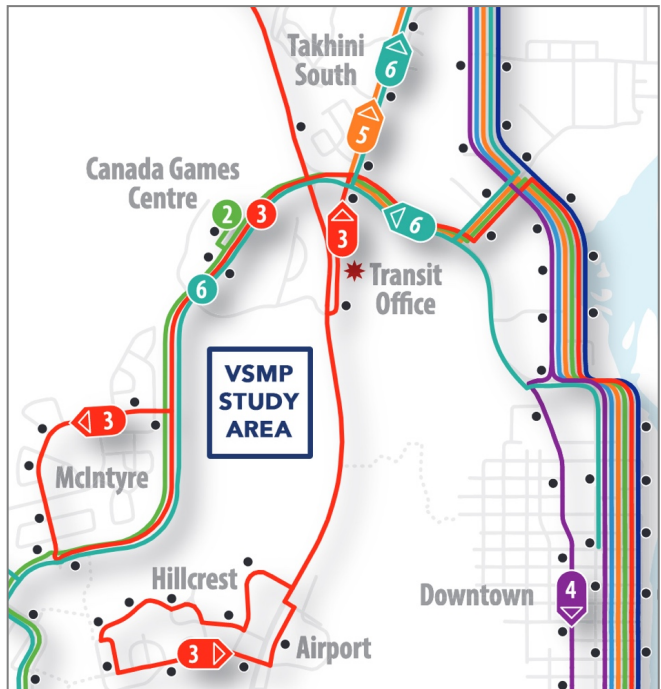 Takhini
South
6
5
Canada Games
Centre
2
3
3
6
Transit
Office
6
VSMP
STUDY
AREA
3
McIntyre
Hillcrest
Downtown
4
3
Airport